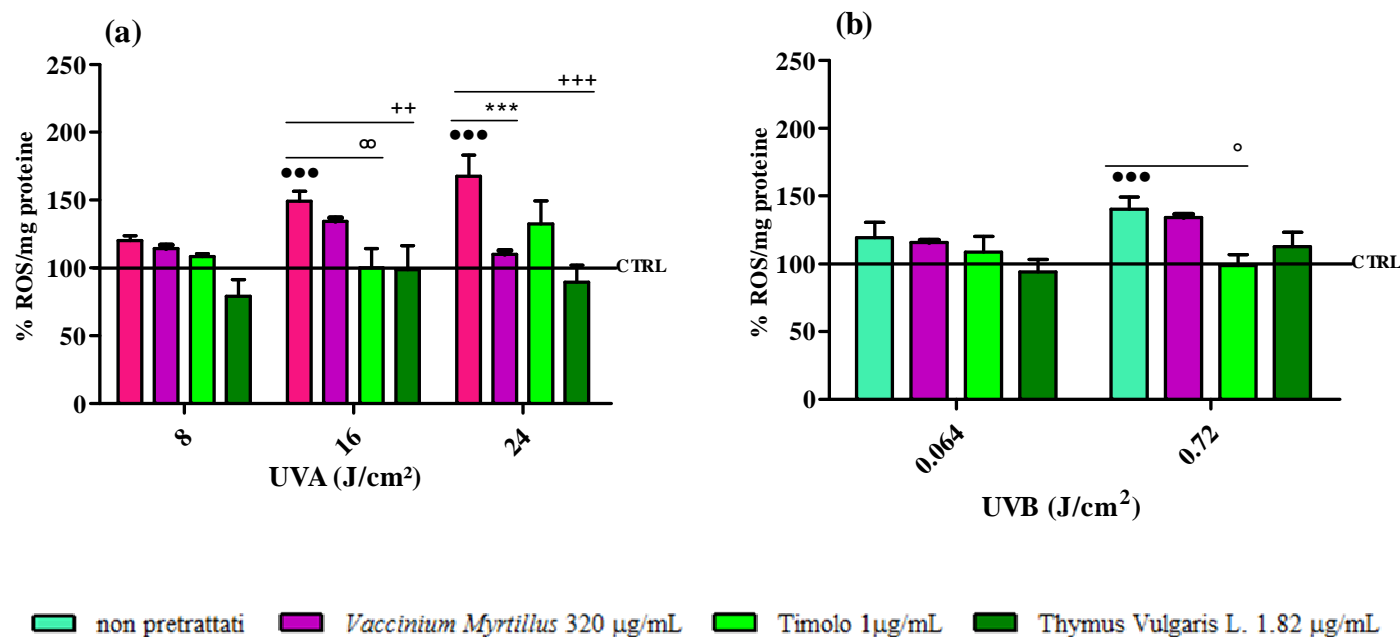 (a)
250
200
150
100
50
0
% ROS/mg proteine
+++
***
•••
++
∞
•••
CTRL
8
16
24
UVA (J/cm²)
(b)
250
200
150
100
50
0
% ROS/mg proteine
°
•••
CTRL
0.064
0.72
UVB (J/cm²)
non pretrattati
Vaccinium Myrtillus 320 µg/mL
Timolo 1µg/mL
Thymus Vulgaris L. 1.82 µg/mL